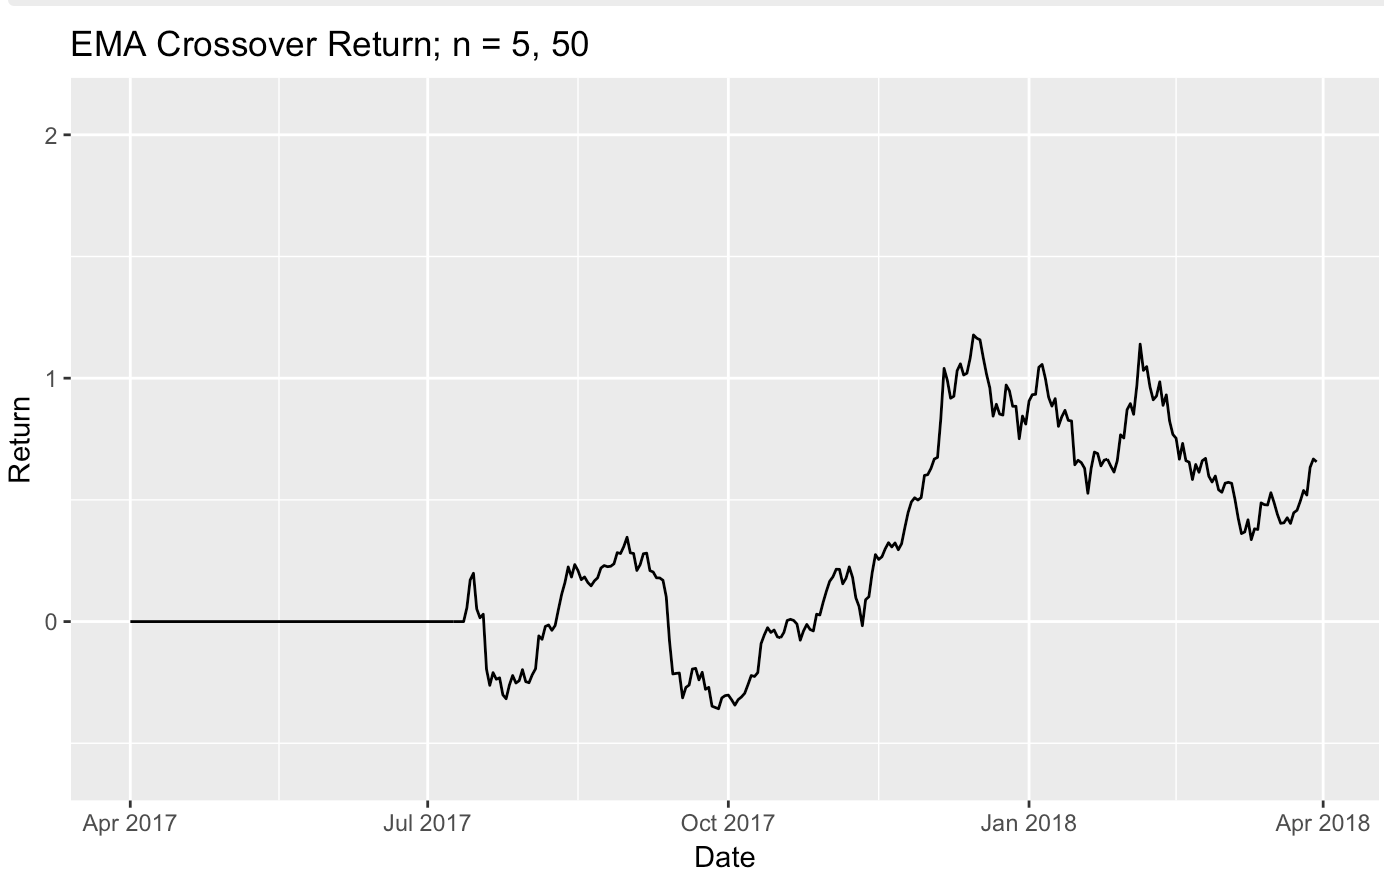 EMA Crossover Return; n = 5, 50
2
1
0
Return
Apr 2017
Jul 2017
Oct 2017
Jan 2018
Apr 2018
Date